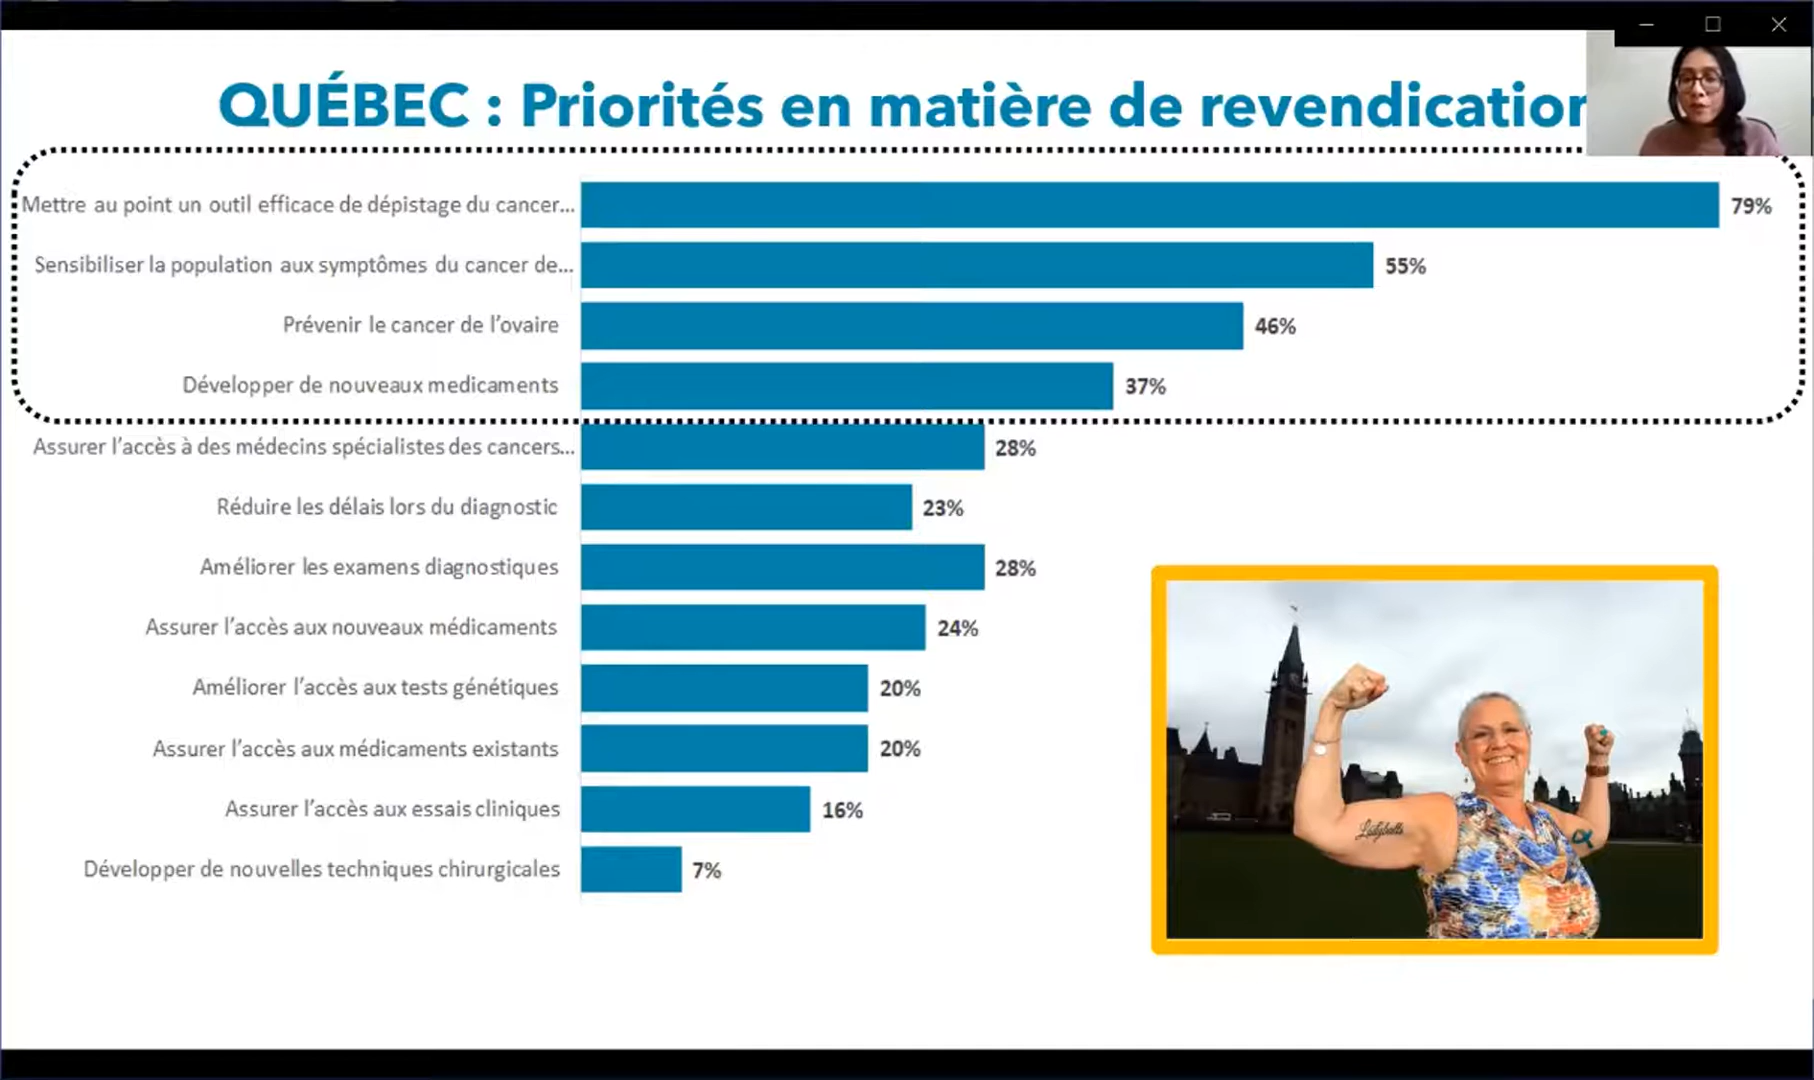 QUÉBEC : Priorités en matière de revendication
Mettre au point un outil efficace de dépistage du cancer... 79%
Sensibiliser la population aux symptômes du cancer de... 55%
Prévenir le cancer de l'ovaire 46%
Développer de nouveaux medicaments 37%
Assurer l'accès à des médecins spécialistes des cancers... 28%
Réduire les délais lors du diagnostic 23%
Améliorer les examens diagnostiques 28%
Assurer l'accès aux nouveaux médicaments 24%
Améliorer l'accès aux tests génétiques 20%
Assurer l'accès aux médicaments existants 20%
Assurer l'accès aux essais cliniques 16%
Développer de nouvelles techniques chirurgicales 7%
Ladyballs